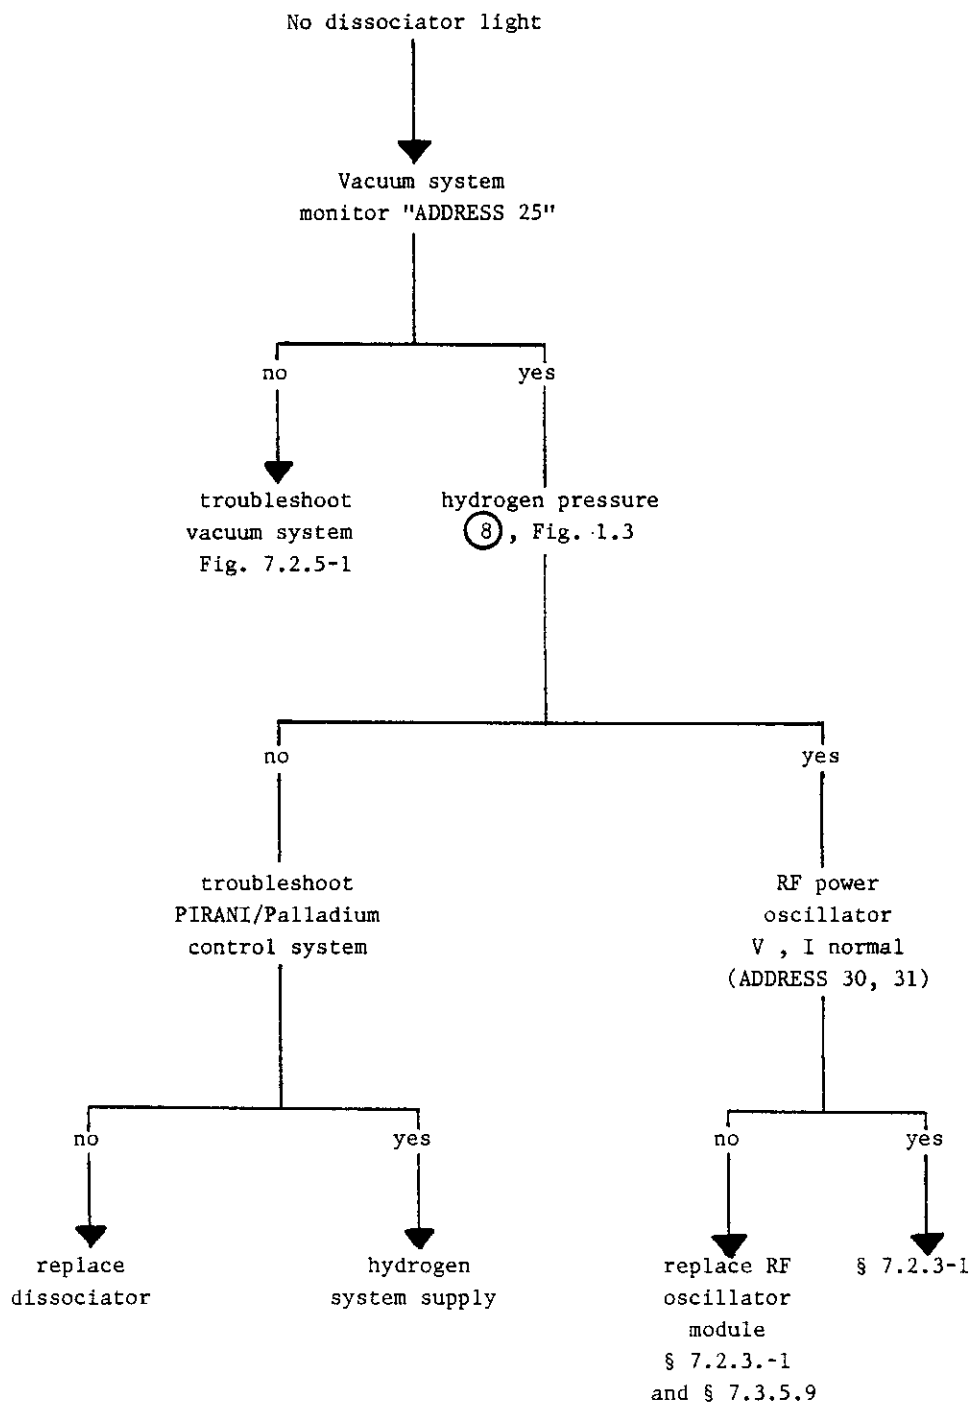 No dissociator light
Vacuum system
monitor "ADDRESS 25"
no
yes
troubleshoot
vacuum system
Fig. 7.2.5-1
hydrogen pressure
8, Fig. 1.3
no
yes
troubleshoot
PIRANI/Palladium
control system
RF power
oscillator
V , I normal
(ADDRESS 30, 31)
no
yes
no
yes
replace
dissociator
hydrogen
system supply
replace RF
oscillator
module
§ 7.2.3.-1
and § 7.3.5.9
§ 7.2.3-1